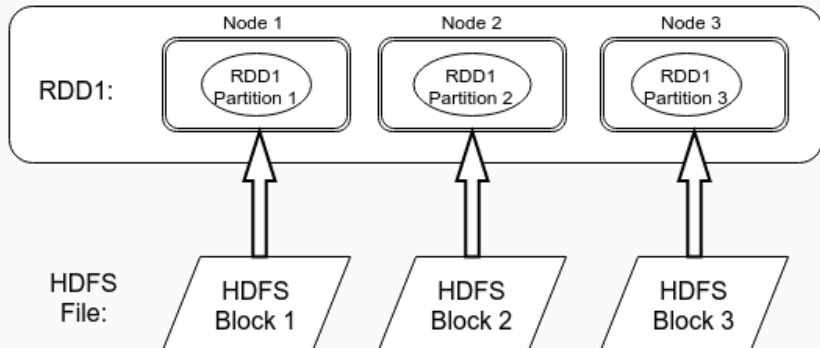 Node 1
Node 2
Node 3
RDD1:
RDD1
Partition 1
RDD1
Partition 2
RDD1
Partition 3
HDFS
File:
HDFS
Block 1
HDFS
Block 2
HDFS
Block 3